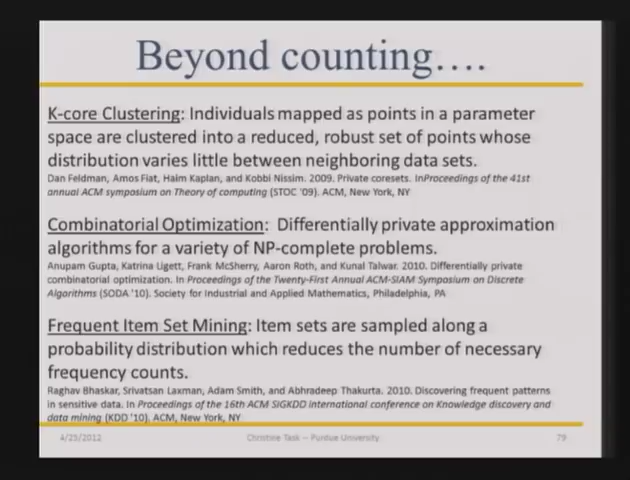 Beyond counting....
K-core Clustering: Individuals mapped as points in a parameter
space are clustered into a reduced, robust set of points whose
distribution varies little between neighboring data sets.
Dan Feldman, Amos Fiat, Haim Kaplan, and Kobbi Nissim. 2009. Private coresets. InProceedings of the 41st
annual ACM symposium on Theory of computing (STOC '09). ACM, New York, NY
Combinatorial Optimization: Differentially private approximation
algorithms for a variety of NP-complete problems.
Anupam Gupta, Katrina Ligett, Frank McSherry, Aaron Roth, and Kunal Talwar. 2010. Differentially private
combinatorial optimization. In Proceedings of the Twenty-First Annual ACM-SIAM Symposium on Discrete
Algorithms (SODA '10). Society for Industrial and Applied Mathematics, Philadelphia, PA
Frequent Item Set Mining: Item sets are sampled along a
probability distribution which reduces the number of necessary
frequency counts.
Raghav Bhaskar, Srivatsan Laxman, Adam Smith, and Abhradeep Thakurta. 2010. Discovering frequent patterns
in sensitive data. In Proceedings of the 16th ACM SIGKDD international conference on Knowledge discovery and
data mining (KDD '10). ACM, New York, NY
4/25/2012 Christine Task -- Purdue University 79